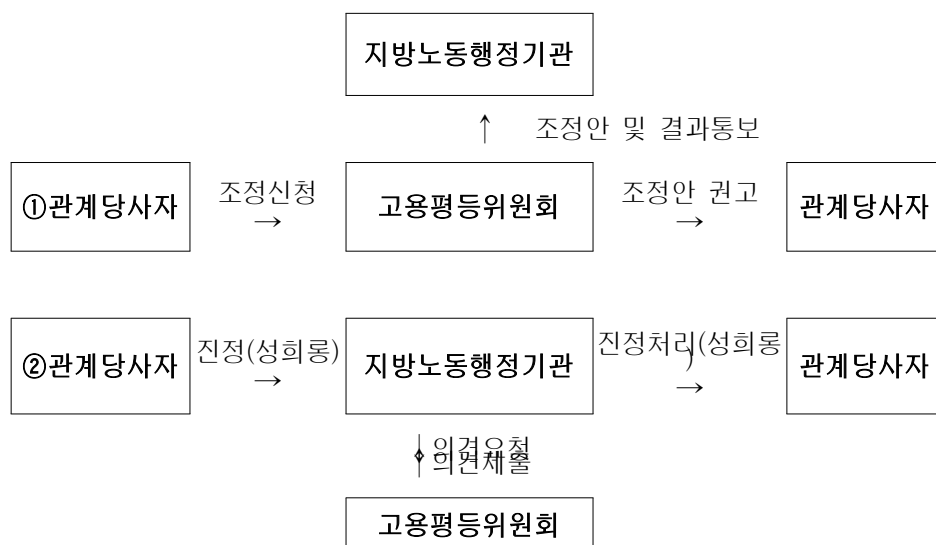 지방노동행정기관
↑ 조정안 및 결과통보
①관계당사자
조정신청
→
고용평등위원회
조정안 권고
→
관계당사자
②관계당사자
진정(성희롱)
→
지방노동행정기관
진정처리(성희롱
)
→
관계당사자
의견요청
의견제출
고용평등위원회